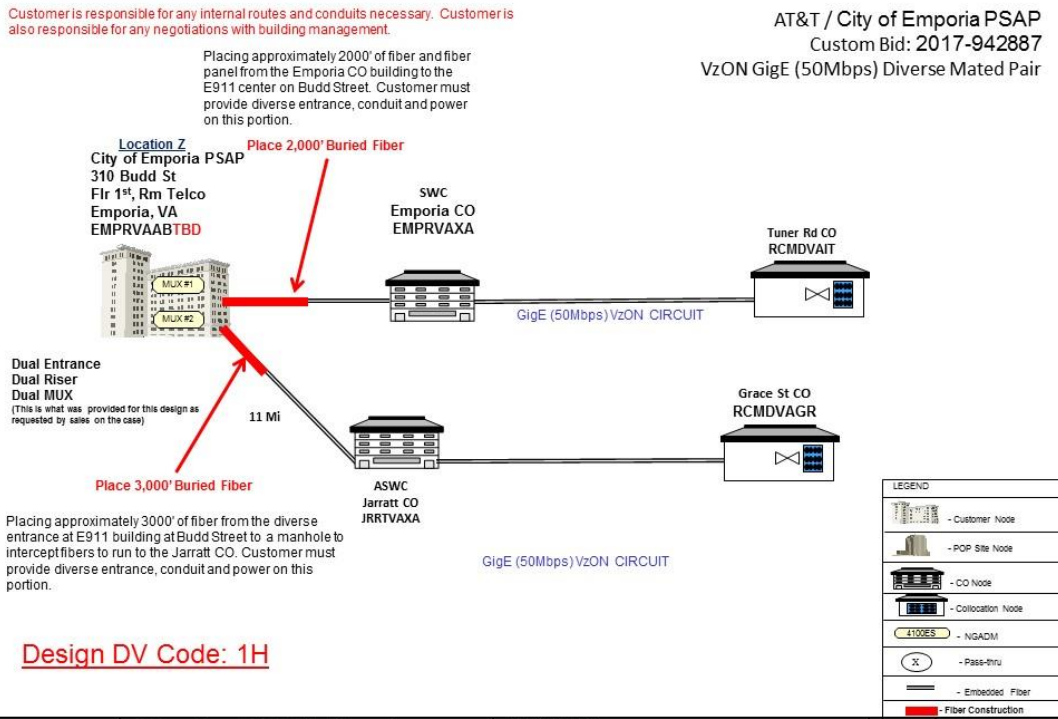 Customer is responsible for any internal routes and conduits necessary. Customer is
also responsible for any negotiations with building management.
AT&T / City of Emporia PSAP
Custom Bid: 2017-942887
VzON GigE (50Mbps) Diverse Mated Pair
Placing approximately 2000' of fiber and fiber
panel from the Emporia CO building to the
E911 center on Budd Street. Customer must
provide diverse entrance, conduit and power
on this portion.
Location Z
City of Emporia PSAP
310 Budd St
Flr 1st, Rm Telco
Emporia, VA
EMPRVAABTBD
Place 2,000' Buried Fiber
SWC
Emporia CO
EMPRVAXA
Tuner Rd CO
RCMDVAIT
MUX #1
MUX #2
GigE (50Mbps) VzON CIRCUIT
Dual Entrance
Dual Riser
Dual MUX
(This is what was provided for this design as
requested by sales on the case)
11 Mi
Grace St CO
RCMDVAGR
Place 3,000' Buried Fiber
ASWC
Jarratt CO
JRRTVAXA
Placing approximately 3000' of fiber from the diverse
entrance at E911 building at Budd Street to a manhole to
intercept fibers to run to the Jarratt CO. Customer must
provide diverse entrance, conduit and power on this
portion.
GigE (50Mbps) VzON CIRCUIT
Design DV Code: 1H
LEGEND
- Customer Node
- POP Site Node
- CO Node
- Collocation Node
4100ES - NGADM
X - Pass-thru
- Embedded Fiber
- Fiber Construction